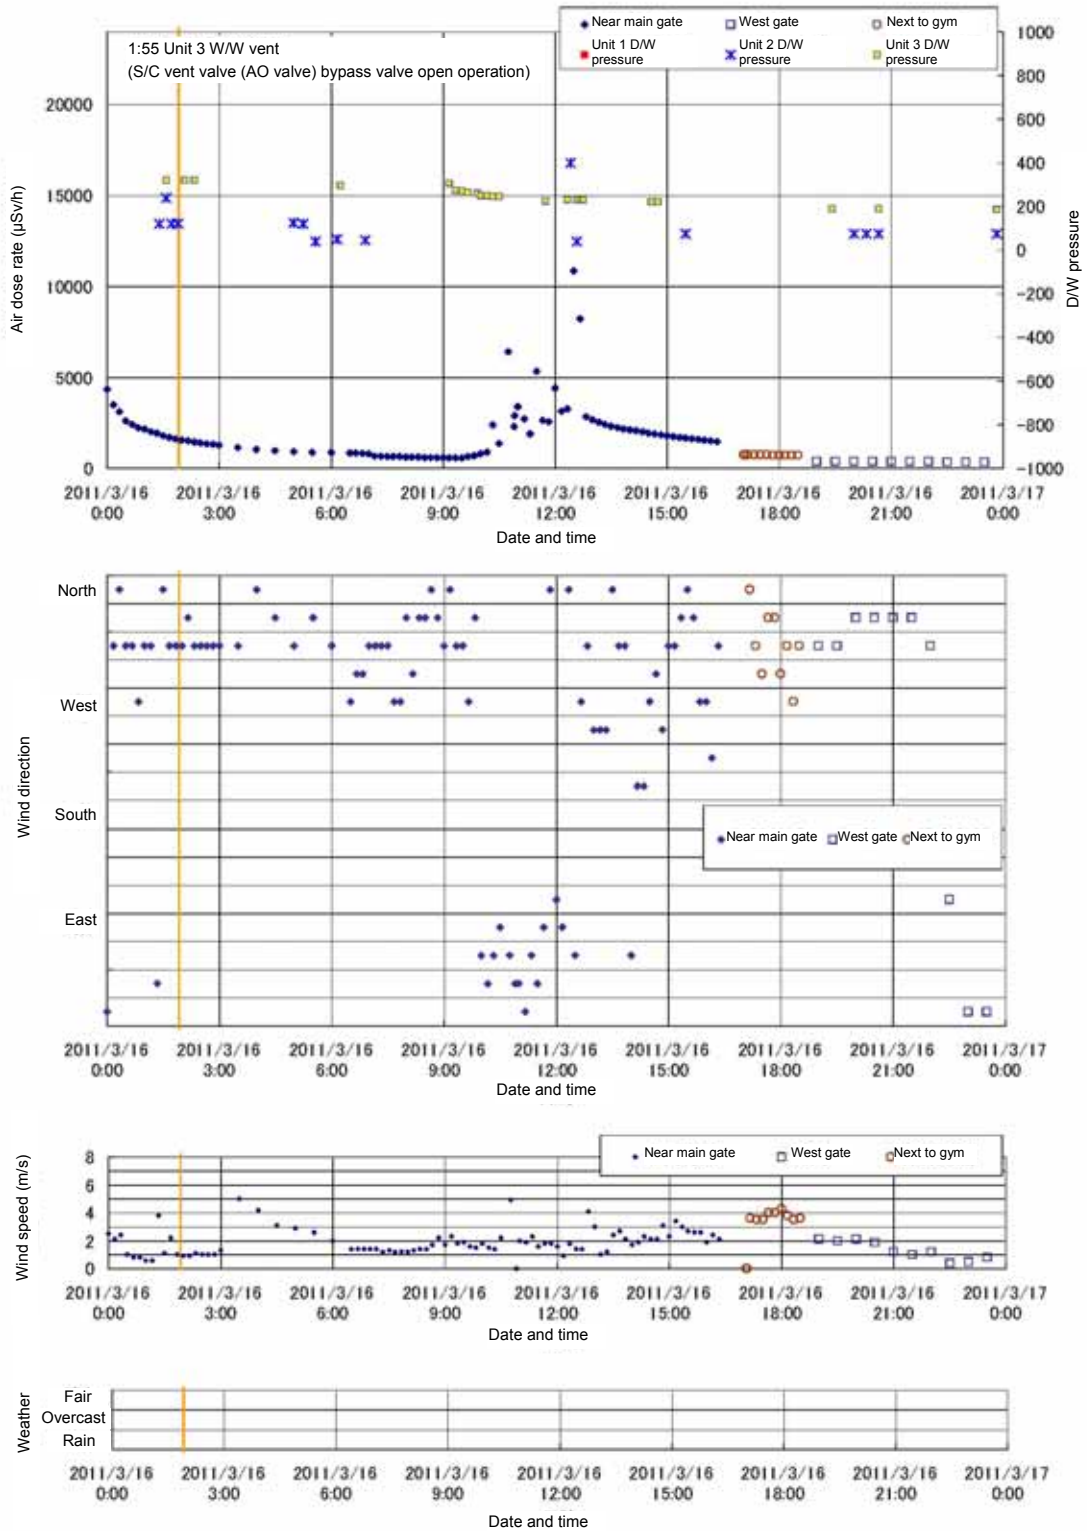 Near main gate West gate Next to gym
Unit 1 D/W pressure Unit 2 D/W pressure Unit 3 D/W pressure
1:55 Unit 3 W/W vent
(S/C vent valve (AO valve) bypass valve open operation)
Air dose rate (μSv/h)
20000
15000
10000
5000
0
1000
800
600
400
200
0
-200
-400
-600
-800
-1000
D/W pressure
2011/3/16 2011/3/16 2011/3/16 2011/3/16 2011/3/16 2011/3/16 2011/3/16 2011/3/16 2011/3/17
0:00 3:00 6:00 9:00 12:00 15:00 18:00 21:00 0:00
Date and time
Wind direction
North
West
South
East
Near main gate West gate Next to gym
2011/3/16 2011/3/16 2011/3/16 2011/3/16 2011/3/16 2011/3/16 2011/3/16 2011/3/16 2011/3/17
0:00 3:00 6:00 9:00 12:00 15:00 18:00 21:00 0:00
Date and time
Wind speed (m/s)
8
6
4
2
0
Near main gate West gate Next to gym
2011/3/16 2011/3/16 2011/3/16 2011/3/16 2011/3/16 2011/3/16 2011/3/16 2011/3/16 2011/3/17
0:00 3:00 6:00 9:00 12:00 15:00 18:00 21:00 0:00
Date and time
Weather
Fair
Overcast
Rain
2011/3/16 2011/3/16 2011/3/16 2011/3/16 2011/3/16 2011/3/16 2011/3/16 2011/3/16 2011/3/17
0:00 3:00 6:00 9:00 12:00 15:00 18:00 21:00 0:00
Date and time